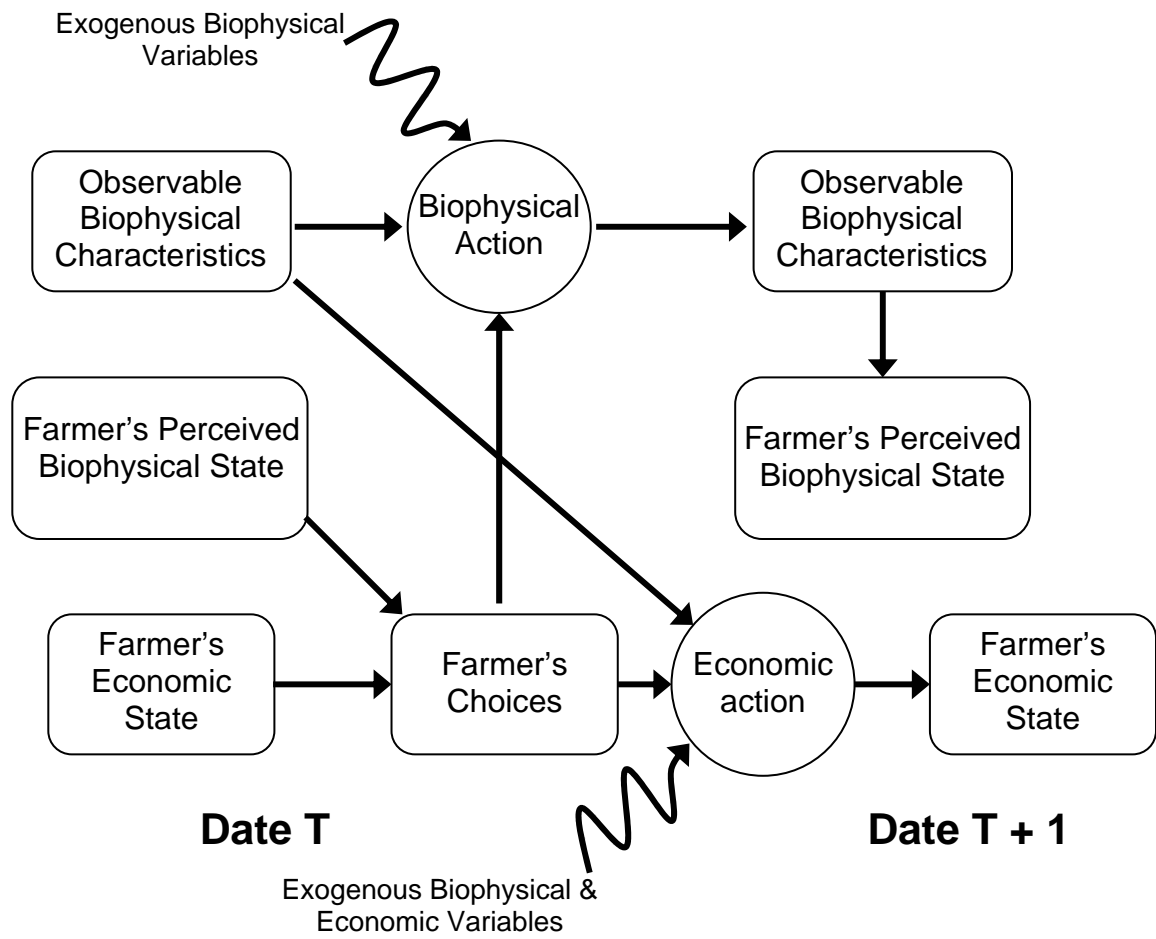 Exogenous Biophysical
Variables
Observable
Biophysical
Characteristics
Biophysical
Action
Observable
Biophysical
Characteristics
Farmer’s Perceived
Biophysical State
Farmer’s Perceived
Biophysical State
Farmer’s
Economic
State
Farmer’s
Choices
Economic
action
Farmer’s
Economic
State
Date T
Date T + 1
Exogenous Biophysical &
Economic Variables